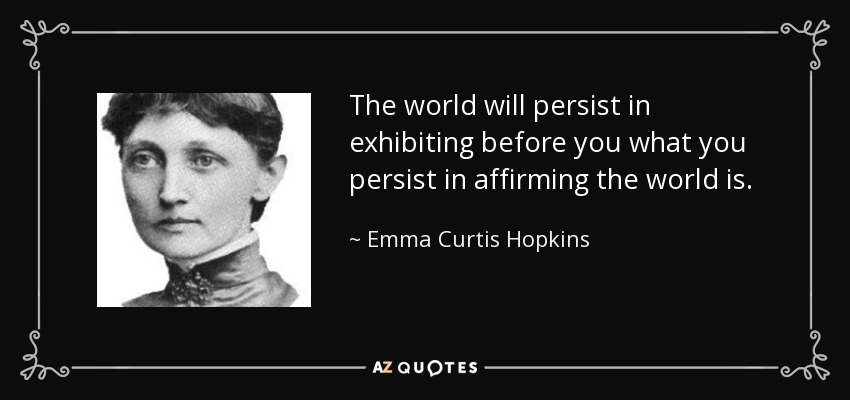 The world will persist in
exhibiting before you what you
persist in affirming the world is.
~ Emma Curtis Hopkins
AZ QUOTES